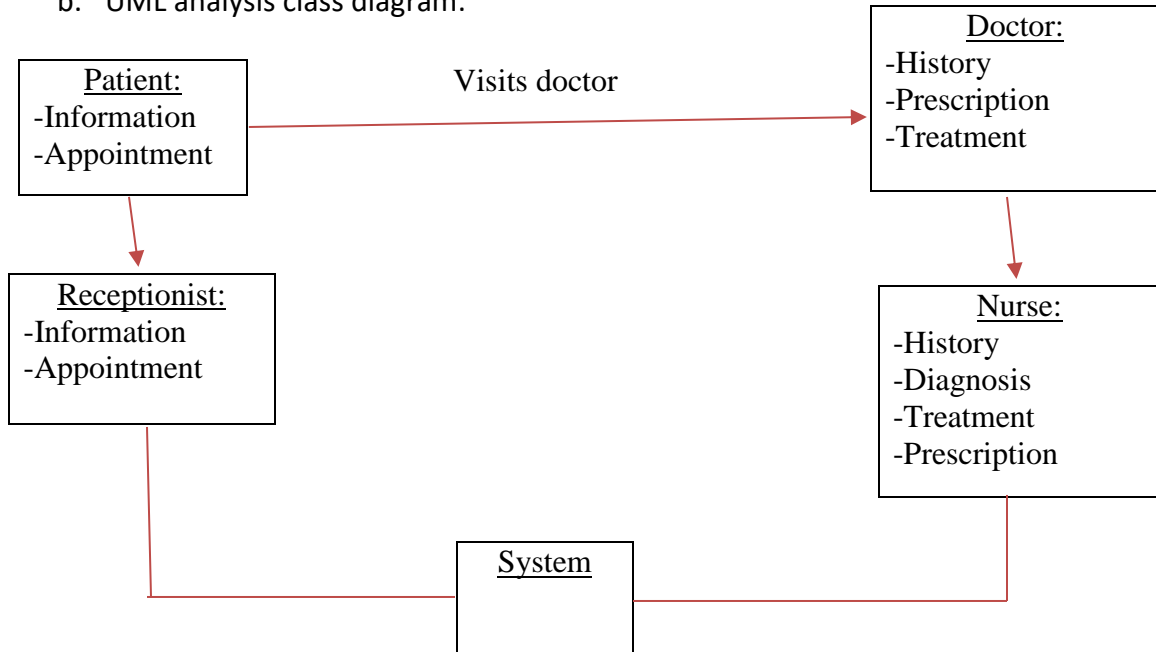 b. UML analysis class diagram:
Patient:
-Information
-Appointment
Visits doctor
Doctor:
-History
-Prescription
-Treatment
Receptionist:
-Information
-Appointment
Nurse:
-History
-Diagnosis
-Treatment
-Prescription
System